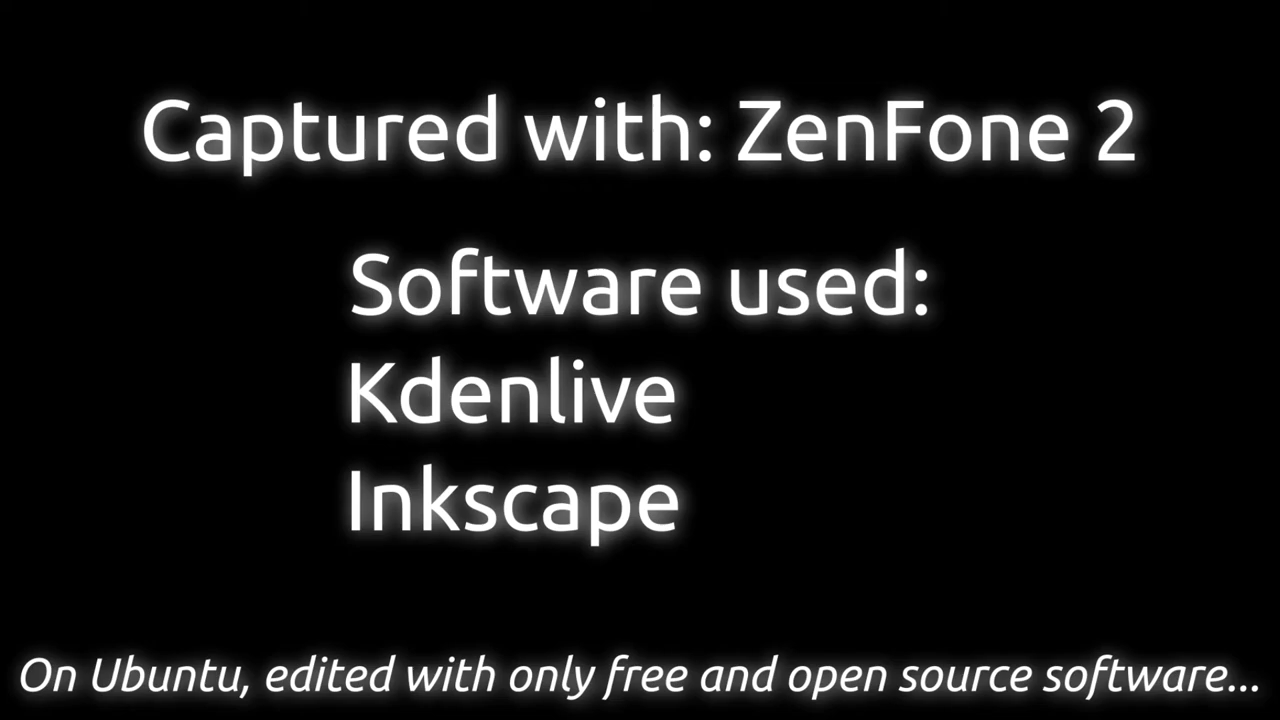 Captured with: ZenFone 2
Software used:
Kdenlive
Inkscape
On Ubuntu, edited with only free and open source software...